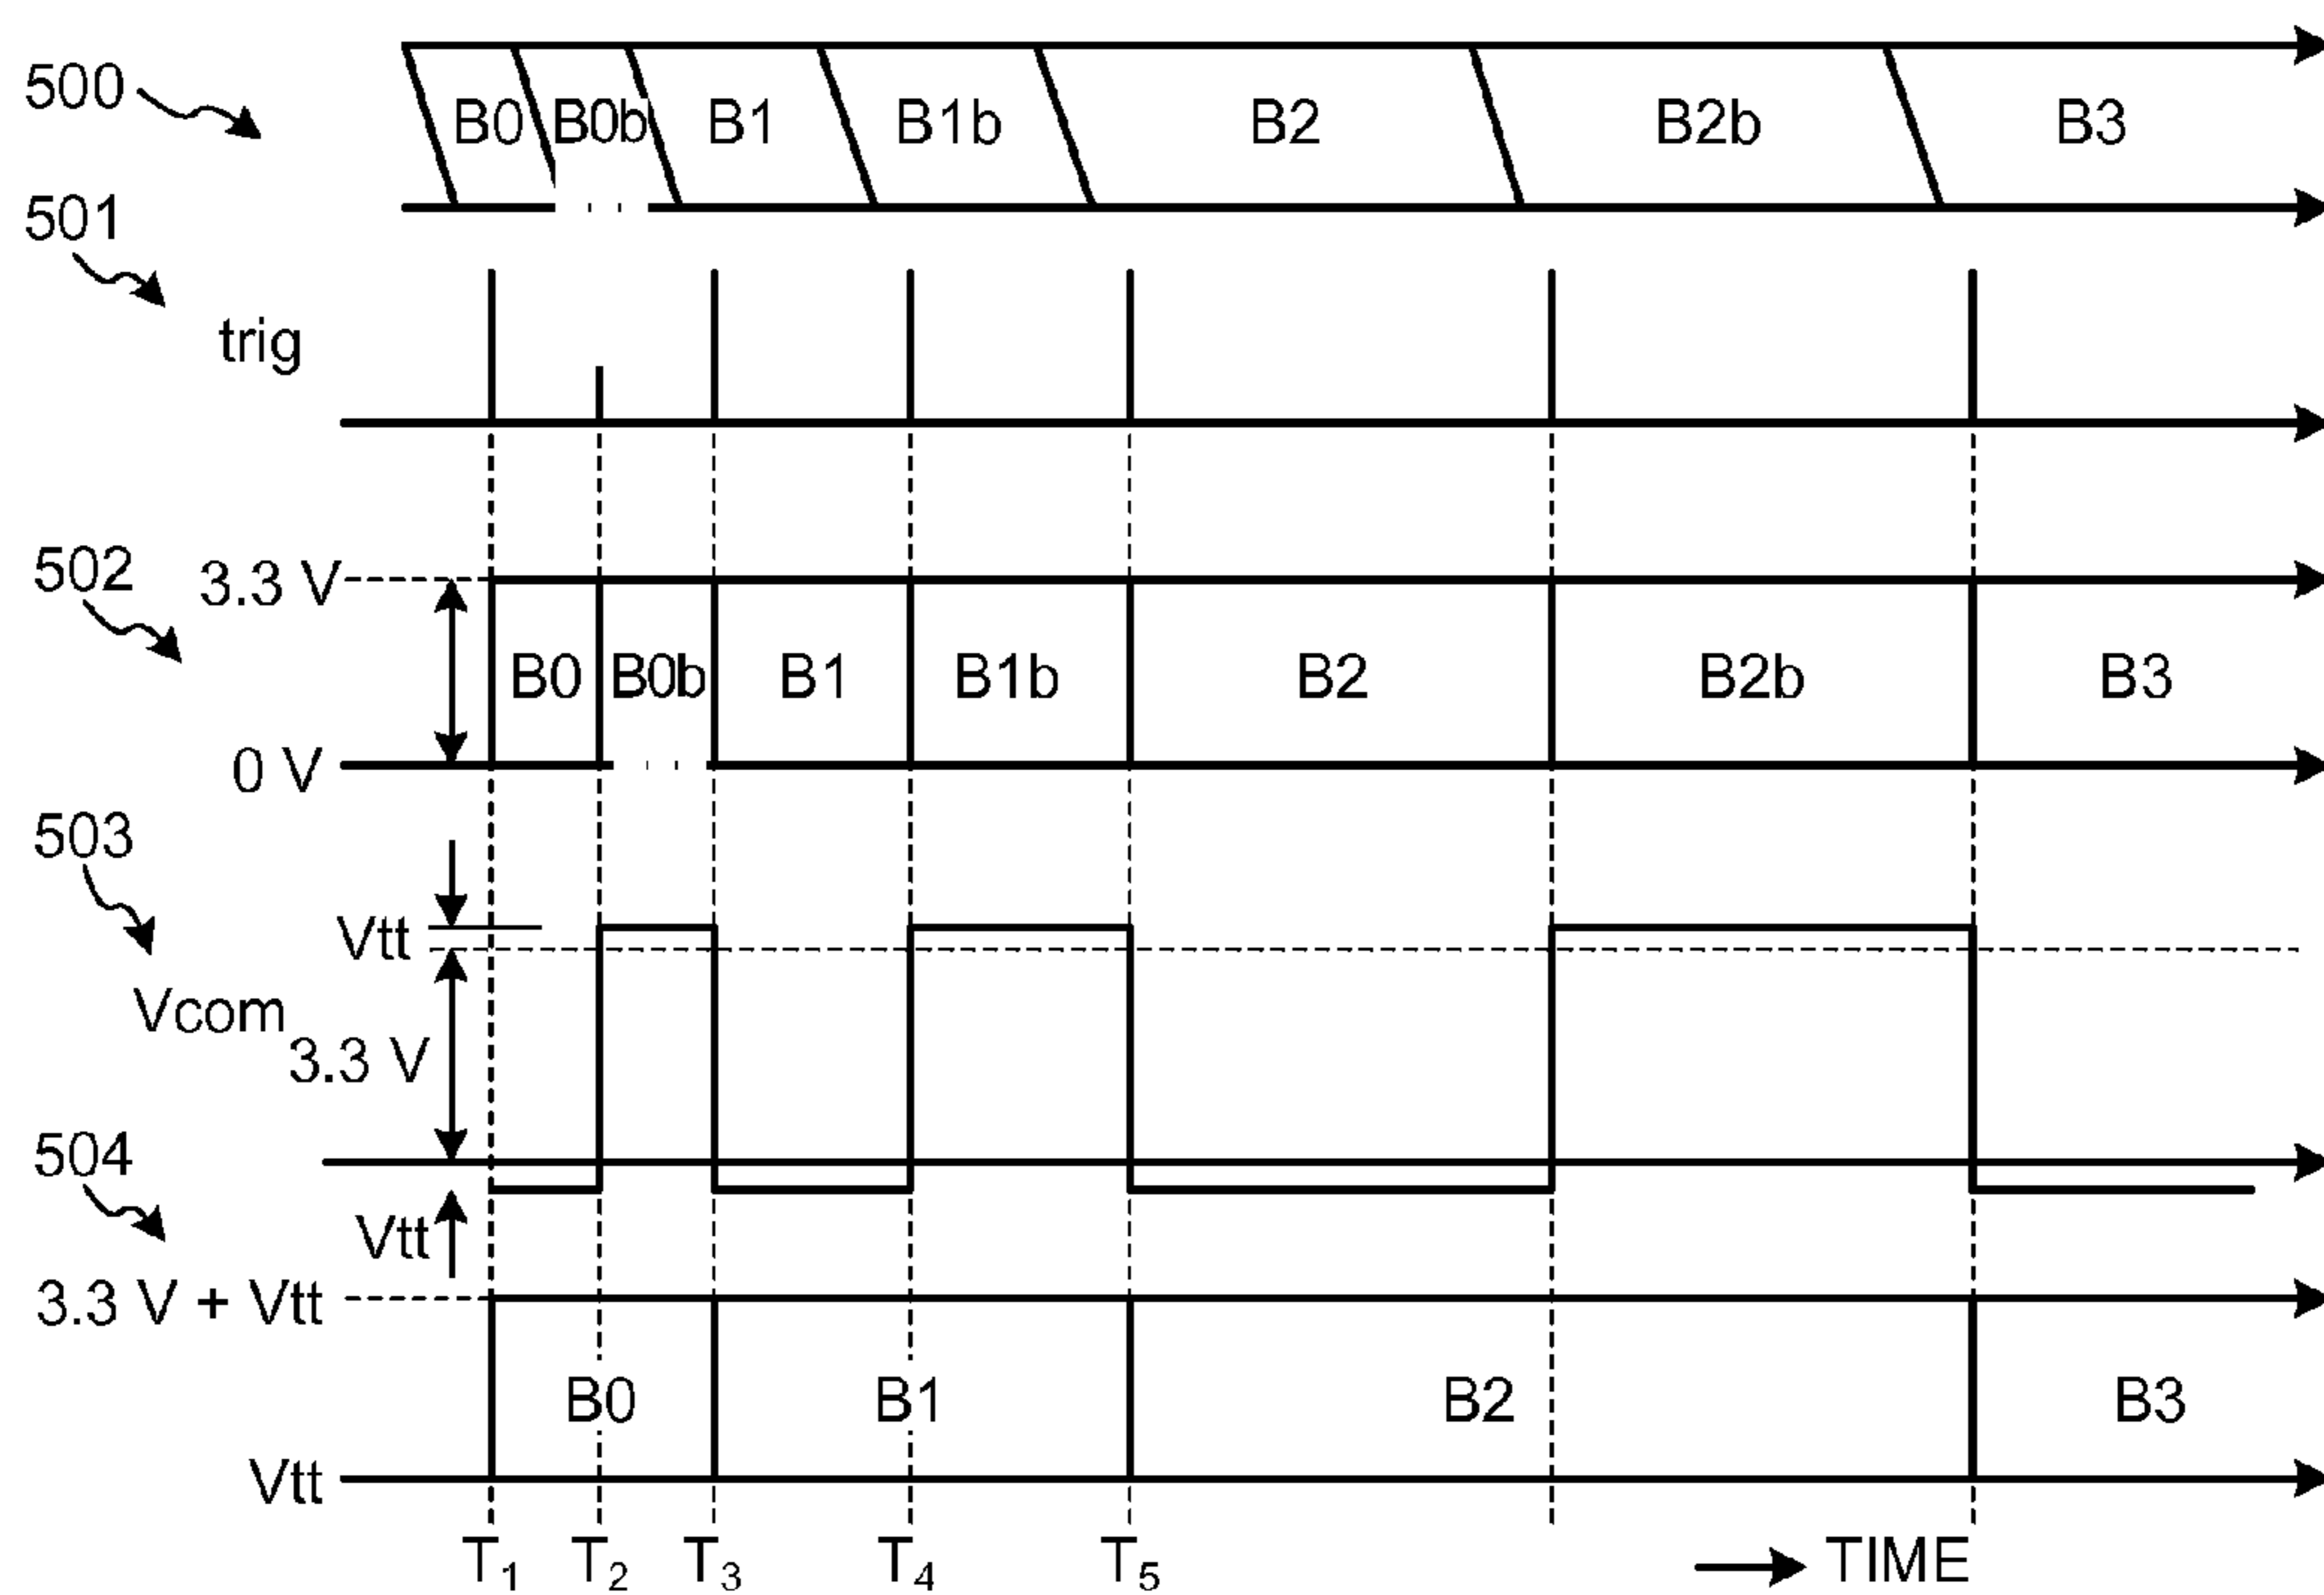 500
B0 B0b B1 B1b B2 B2b B3
501
trig
502
3.3 V
B0 B0b B1 B1b B2 B2b B3
0 V
503
Vtt
Vcom
3.3 V
504
Vtt
3.3 V + Vtt
B0 B1 B2 B3
Vtt
T1 T2 T3 T4 T5 TIME